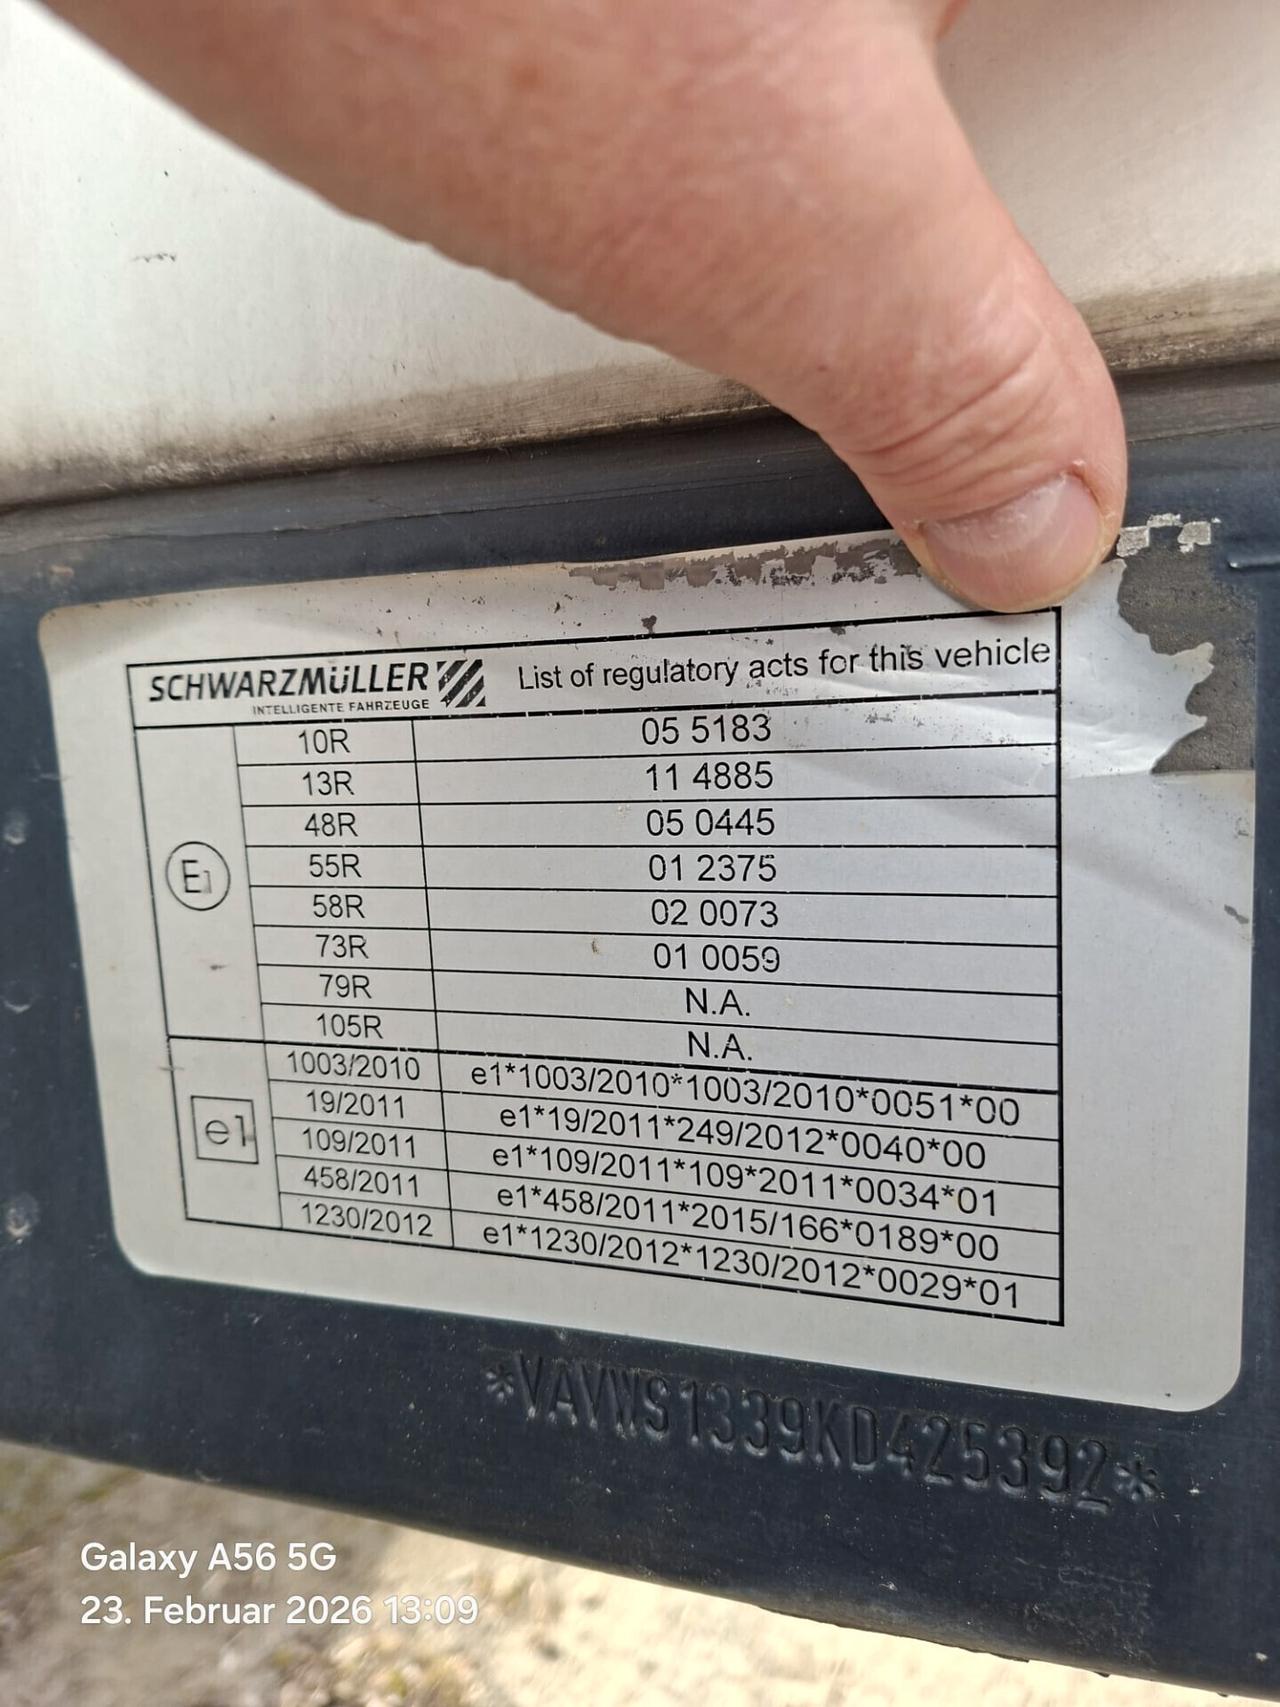 SCHWARZMÜLLER List of regulatory acts for this vehicle
INTELLIGENTE FAHRZEUGE
10R 05 5183
13R 11 4885
48R 05 0445
E1 55R 01 2375
58R 02 0073
73R 01 0059
79R N.A.
105R N.A.
1003/2010 e1*1003/2010*1003/2010*0051*00
19/2011 e1*19/2011*249/2012*0040*00
e1 109/2011 e1*109/2011*109*2011*0034*01
458/2011 e1*458/2011*2015/166*0189*00
1230/2012 e1*1230/2012*1230/2012*0029*01
*VAVWS1339KD425392*
Galaxy A56 5G
23. Februar 2026 13:09